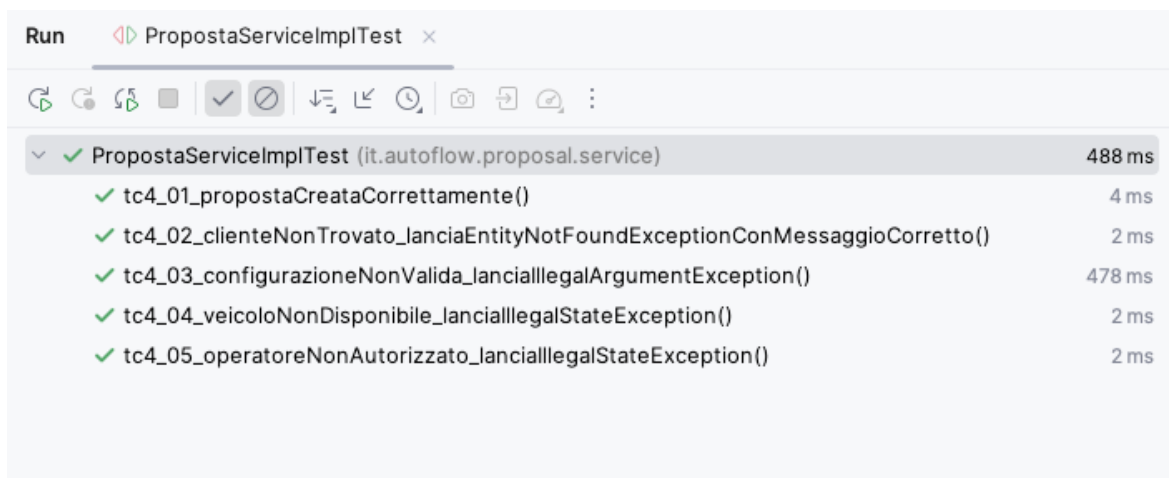 Run PropostaServiceImplTest ×
PropostaServiceImplTest (it.autoflow.proposal.service) 488 ms
tc4_01_propostaCreataCorrettamente() 4 ms
tc4_02_clienteNonTrovato_lanciaEntityNotFoundExceptionConMessaggioCorretto() 2 ms
tc4_03_configurazioneNonValida_lanciaIllegalArgumentException() 478 ms
tc4_04_veicoloNonDisponibile_lanciaIllegalStateException() 2 ms
tc4_05_operatoreNonAutorizzato_lanciaIllegalStateException() 2 ms